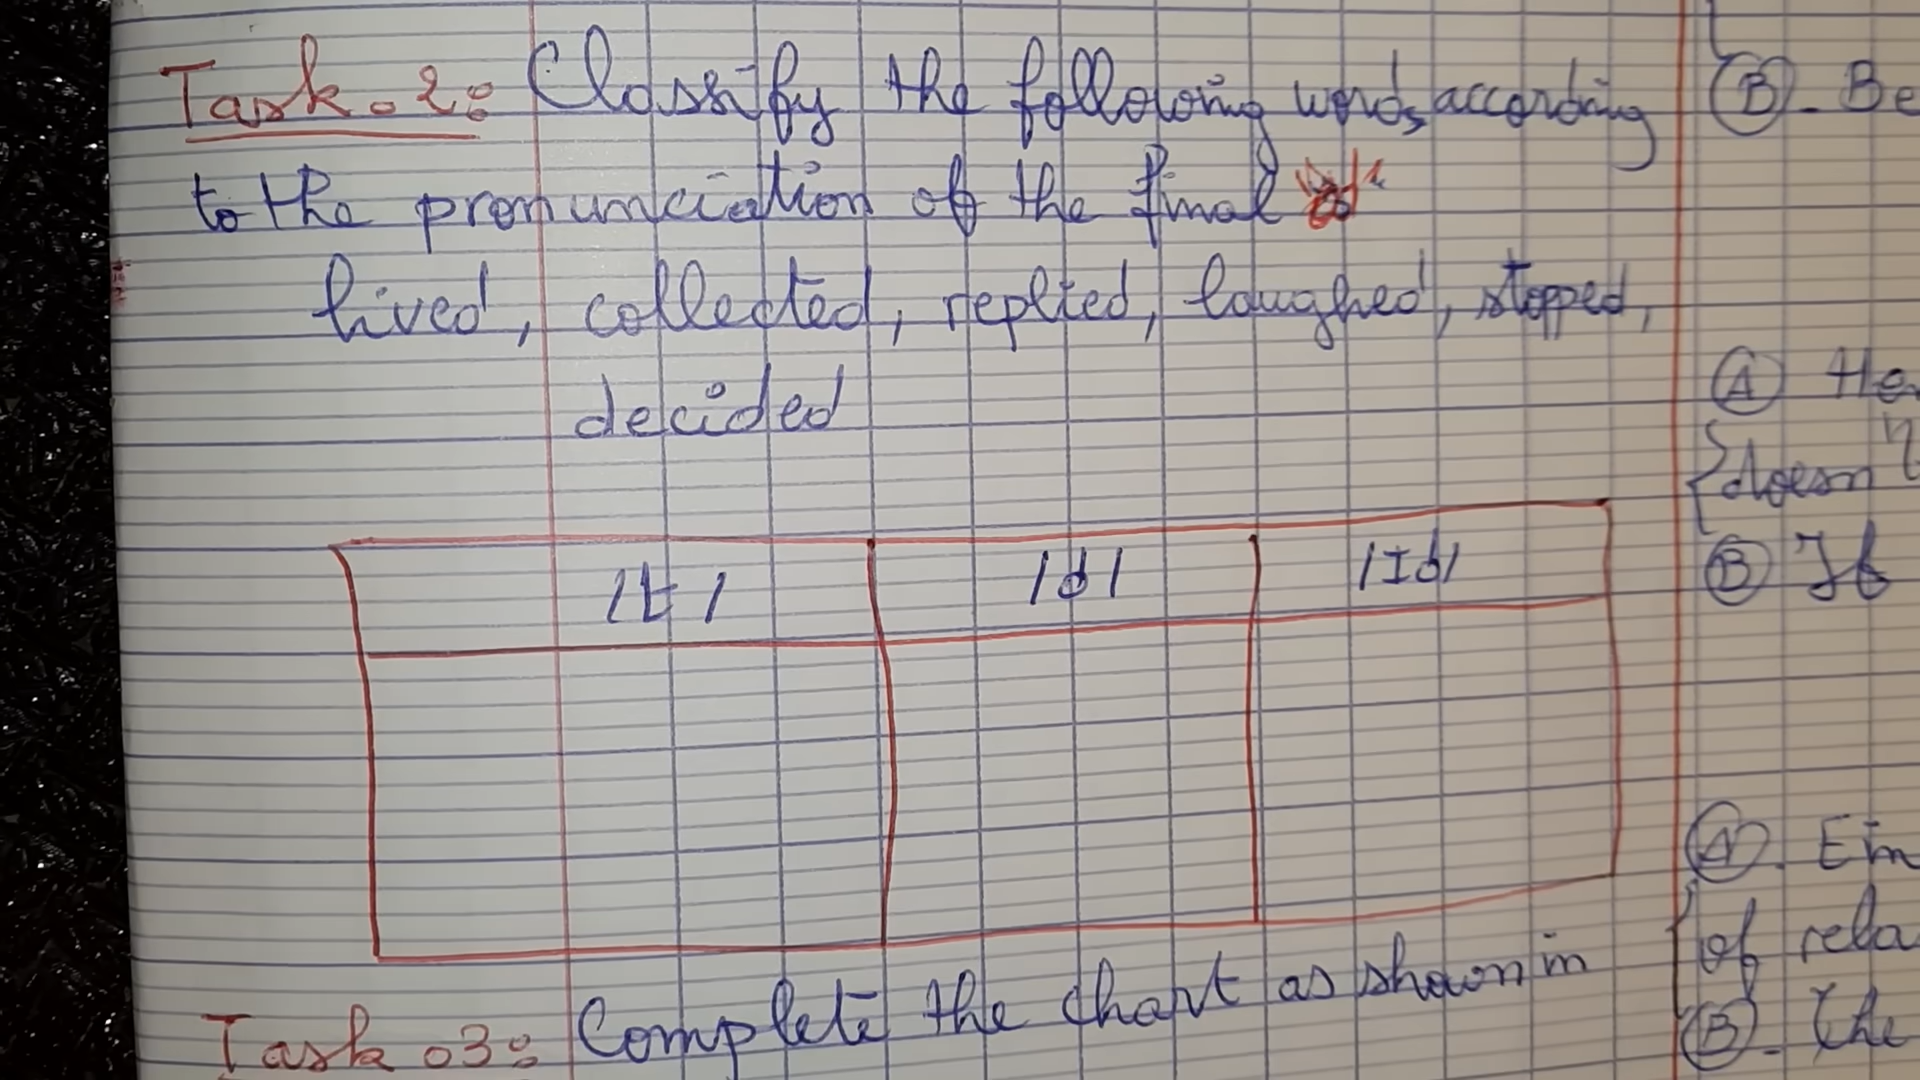 Task.2: Classify the following words according
to the pronunciation of the final "ed"
lived, collected, replied, laughed, stopped,
decided
/t/ /d/ /ɪd/
Task 03: Complete the chart as shown in
(B). Be
(A) He
doesn't
(B) If
(A). Em
of rela
(B). The